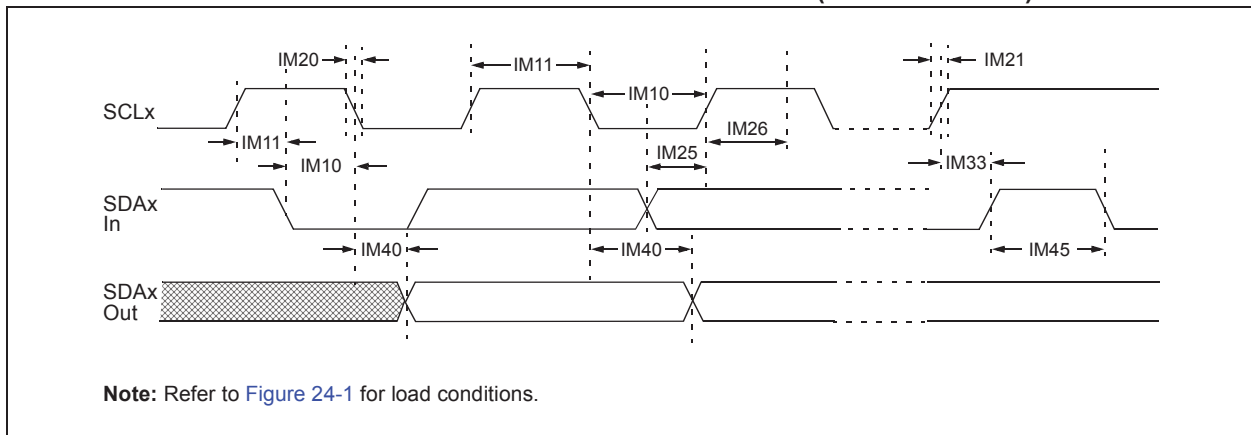 IM20
IM11
IM21
IM10
SCLx
IM11
IM26
IM10
IM25
IM33
SDAx
In
IM40
IM40
IM45
SDAx
Out
Note: Refer to Figure 24-1 for load conditions.